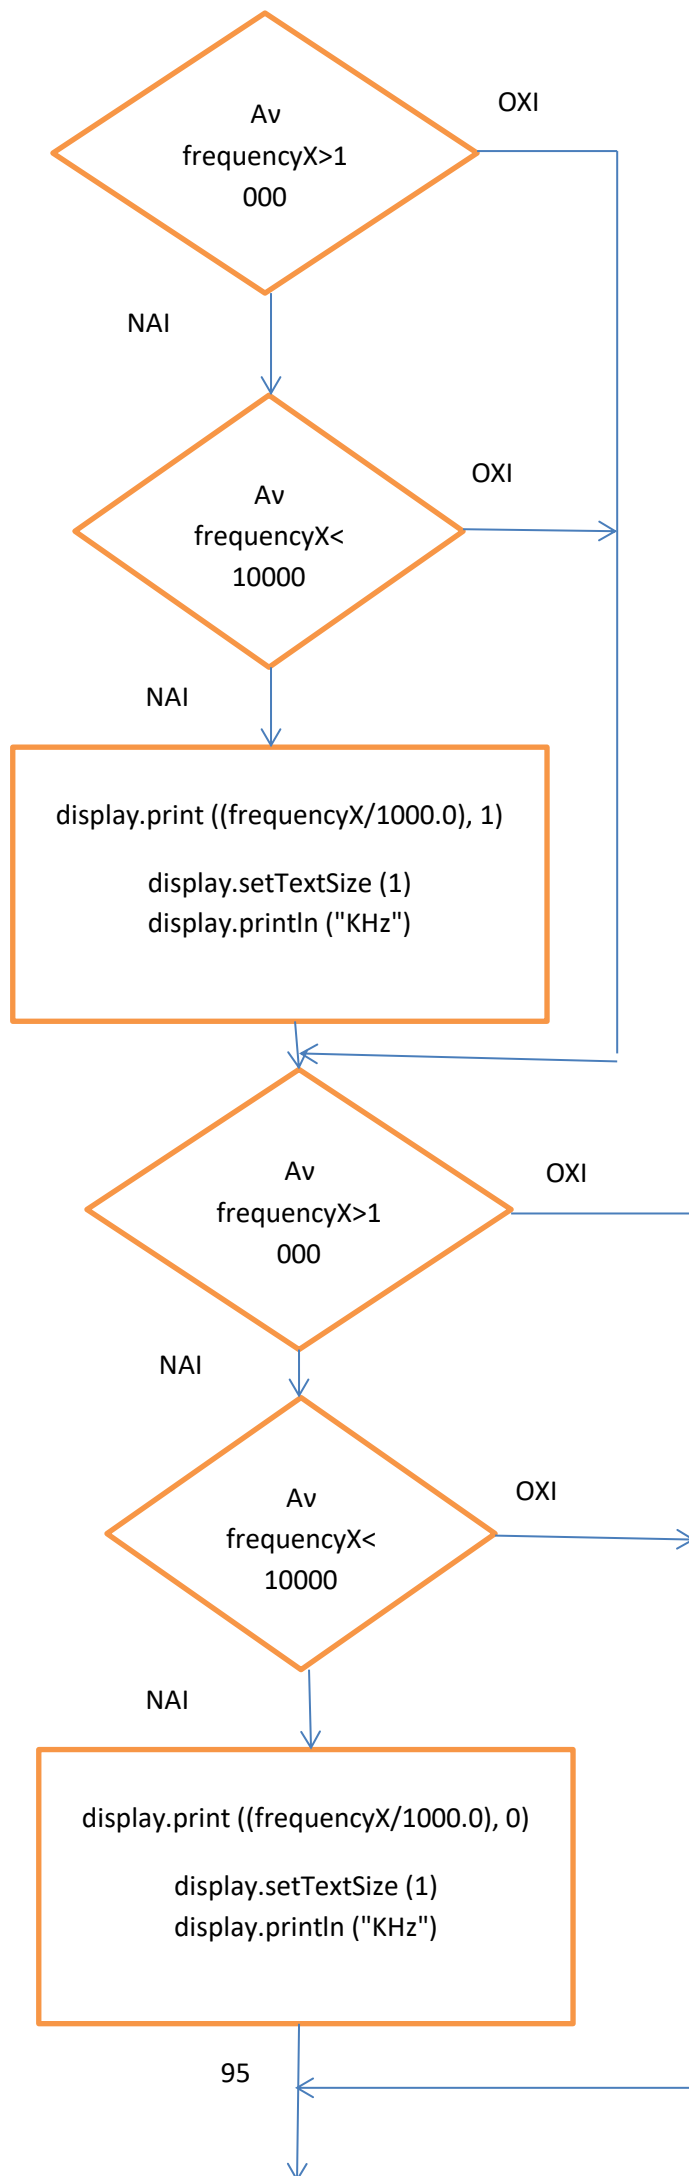 Αν
frequencyX>1
000
ΟΧΙ
ΝΑΙ
Αν
frequencyX<
10000
ΟΧΙ
ΝΑΙ
display.print ((frequencyX/1000.0), 1)
display.setTextSize (1)
display.println ("KHz")
Αν
frequencyX>1
000
ΟΧΙ
ΝΑΙ
Αν
frequencyX<
10000
ΟΧΙ
ΝΑΙ
display.print ((frequencyX/1000.0), 0)
display.setTextSize (1)
display.println ("KHz")
95